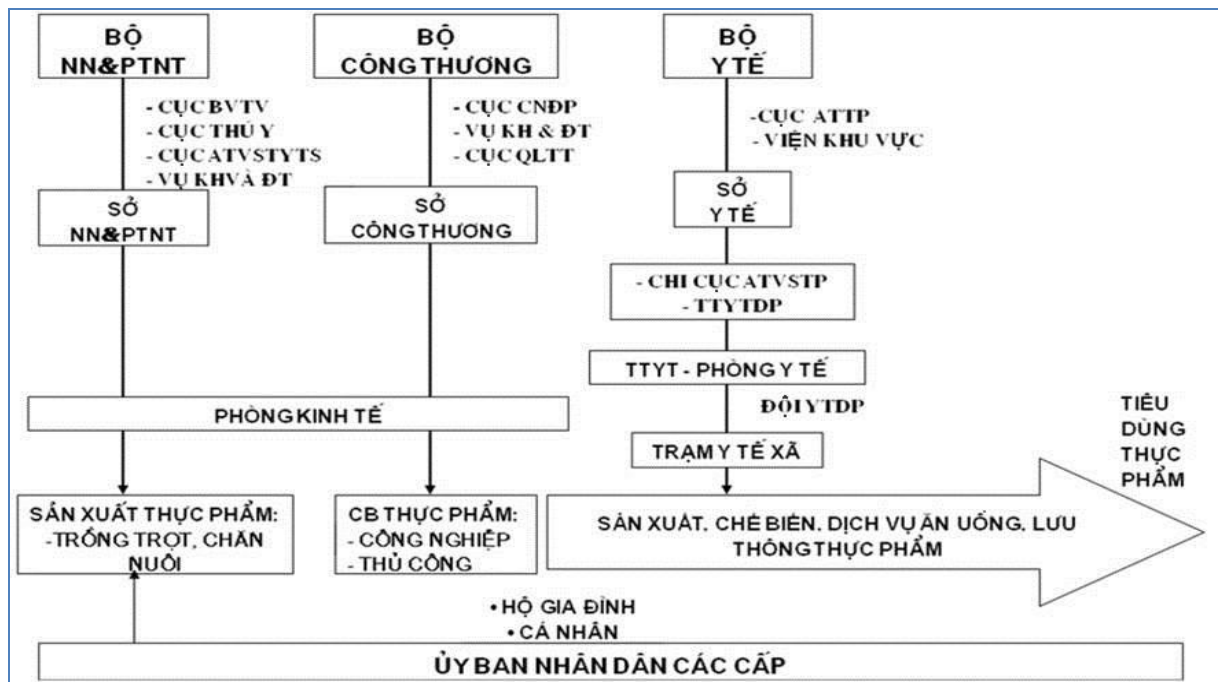 BỘ
NN&PTNT
- CỤC BVTV
- CỤC THÚ Y
- CỤC ATVSTYTS
- VỤ KHVÀ ĐT
SỞ
NN&PTNT
BỘ
CÔNG THƯƠNG
- CỤC CNĐP
- VỤ KH & ĐT
- CỤC QLTT
SỞ
CÔNG THƯƠNG
BỘ
Y TẾ
-CỤC ATTP
- VIỆN KHU VỰC
SỞ
Y TẾ
- CHI CỤC ATVSTP
- TTYTDP
TTYT - PHÒNG Y TẾ
ĐỘI YTDP
TRẠM Y TẾ XÃ
PHÒNG KINH TẾ
SẢN XUẤT THỰC PHẨM:
-TRỒNG TRỌT, CHĂN
NUÔI
CB THỰC PHẨM:
- CÔNG NGHIỆP
- THỦ CÔNG
SẢN XUẤT, CHẾ BIẾN, DỊCH VỤ ĂN UỐNG, LƯU
THÔNG THỰC PHẨM
TIÊU
DÙNG
THỰC
PHẨM
• HỘ GIA ĐÌNH
• CÁ NHÂN
ỦY BAN NHÂN DÂN CÁC CẤP